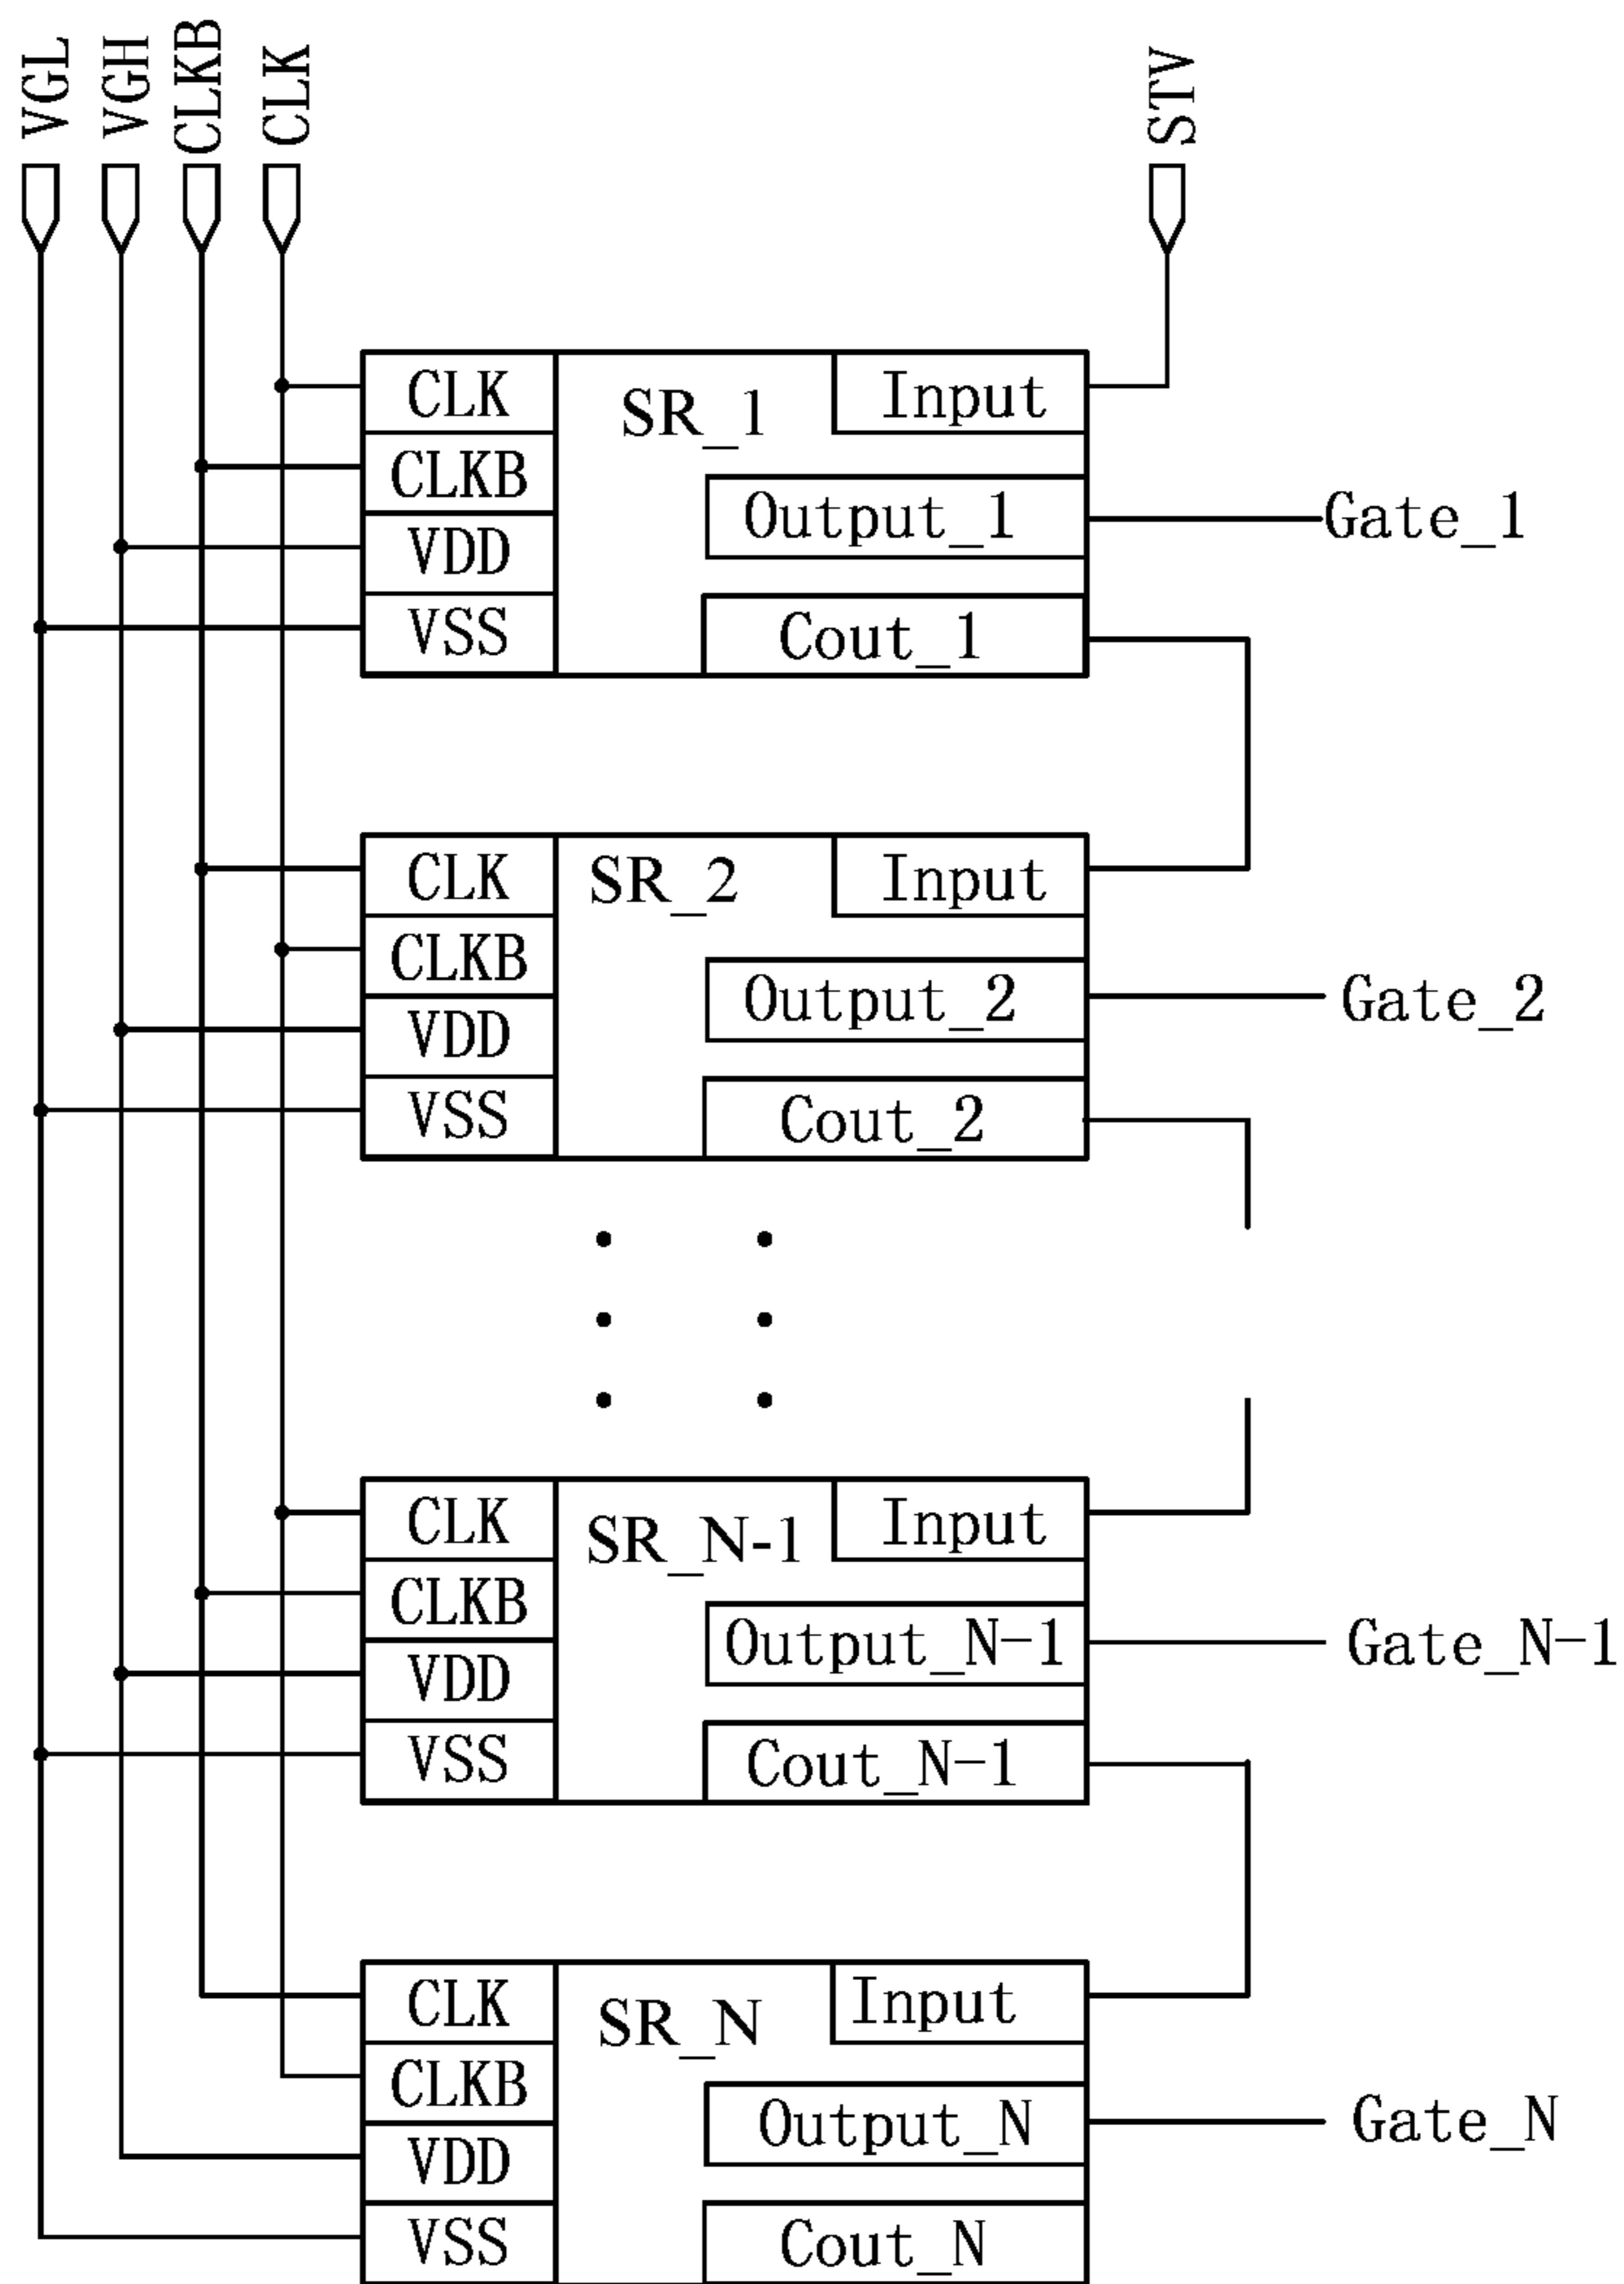 VGL
VGH
CLKB
CLK
STV
CLK
SR_1
Input
CLKB
Output_1
Gate_1
VDD
VSS
Cout_1
CLK
SR_2
Input
CLKB
Output_2
Gate_2
VDD
VSS
Cout_2
CLK
SR_N-1
Input
CLKB
Output_N-1
Gate_N-1
VDD
VSS
Cout_N-1
CLK
SR_N
Input
CLKB
Output_N
Gate_N
VDD
VSS
Cout_N